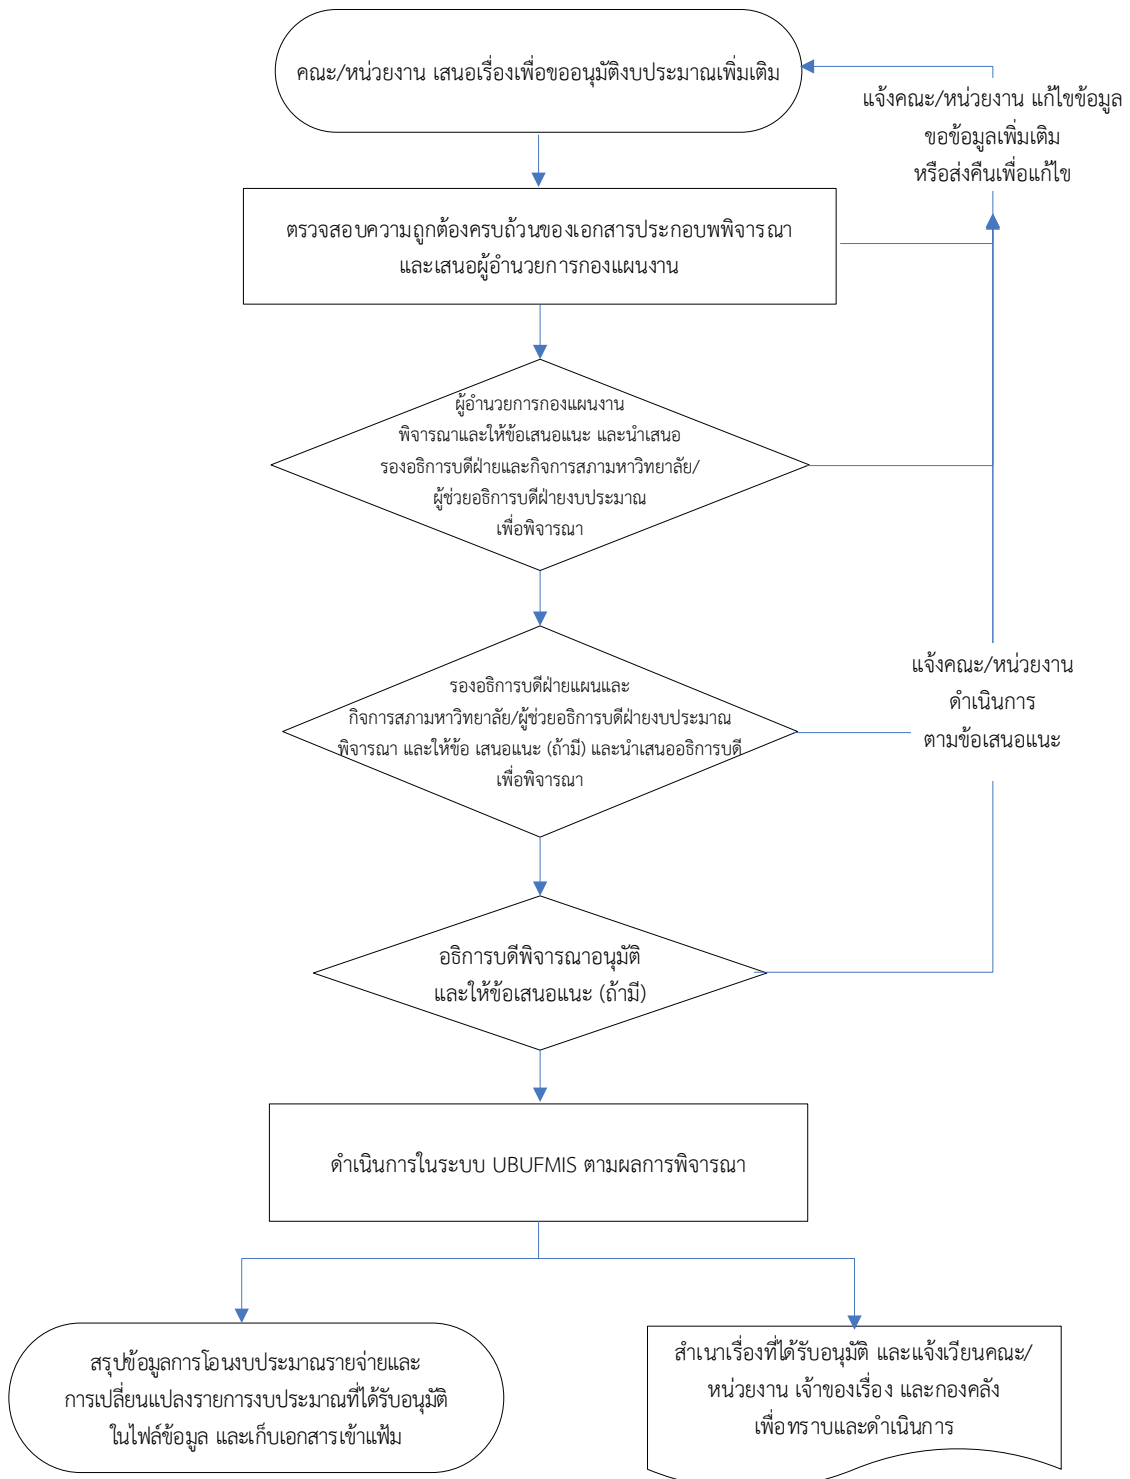 คณะ/หน่วยงาน เสนอเรื่องเพื่อขออนุมัติงบประมาณเพิ่มเติม
แจ้งคณะ/หน่วยงาน แก้ไขข้อมูล
ขอข้อมูลเพิ่มเติม
หรือส่งคืนเพื่อแก้ไข
ตรวจสอบความถูกต้องครบถ้วนของเอกสารประกอบพพิจารณา
และเสนอผู้อำนวยการกองแผนงาน
ผู้อำนวยการกองแผนงาน
พิจารณาและให้ข้อเสนอแนะ และนำเสนอ
รองอธิการบดีฝ่ายและกิจการสภามหาวิทยาลัย/
ผู้ช่วยอธิการบดีฝ่ายงบประมาณ
เพื่อพิจารณา
รองอธิการบดีฝ่ายแผนและ
กิจการสภามหาวิทยาลัย/ผู้ช่วยอธิการบดีฝ่ายงบประมาณ
พิจารณา และให้ข้อ เสนอแนะ (ถ้ามี) และนำเสนออธิการบดี
เพื่อพิจารณา
แจ้งคณะ/หน่วยงาน
ดำเนินการ
ตามข้อเสนอแนะ
อธิการบดีพิจารณาอนุมัติ
และให้ข้อเสนอแนะ (ถ้ามี)
ดำเนินการในระบบ UBUFMIS ตามผลการพิจารณา
สรุปข้อมูลการโอนงบประมาณรายจ่ายและ
การเปลี่ยนแปลงรายการงบประมาณที่ได้รับอนุมัติ
ในไฟล์ข้อมูล และเก็บเอกสารเข้าแฟ้ม
สำเนาเรื่องที่ได้รับอนุมัติ และแจ้งเวียนคณะ/
หน่วยงาน เจ้าของเรื่อง และกองคลัง
เพื่อทราบและดำเนินการ